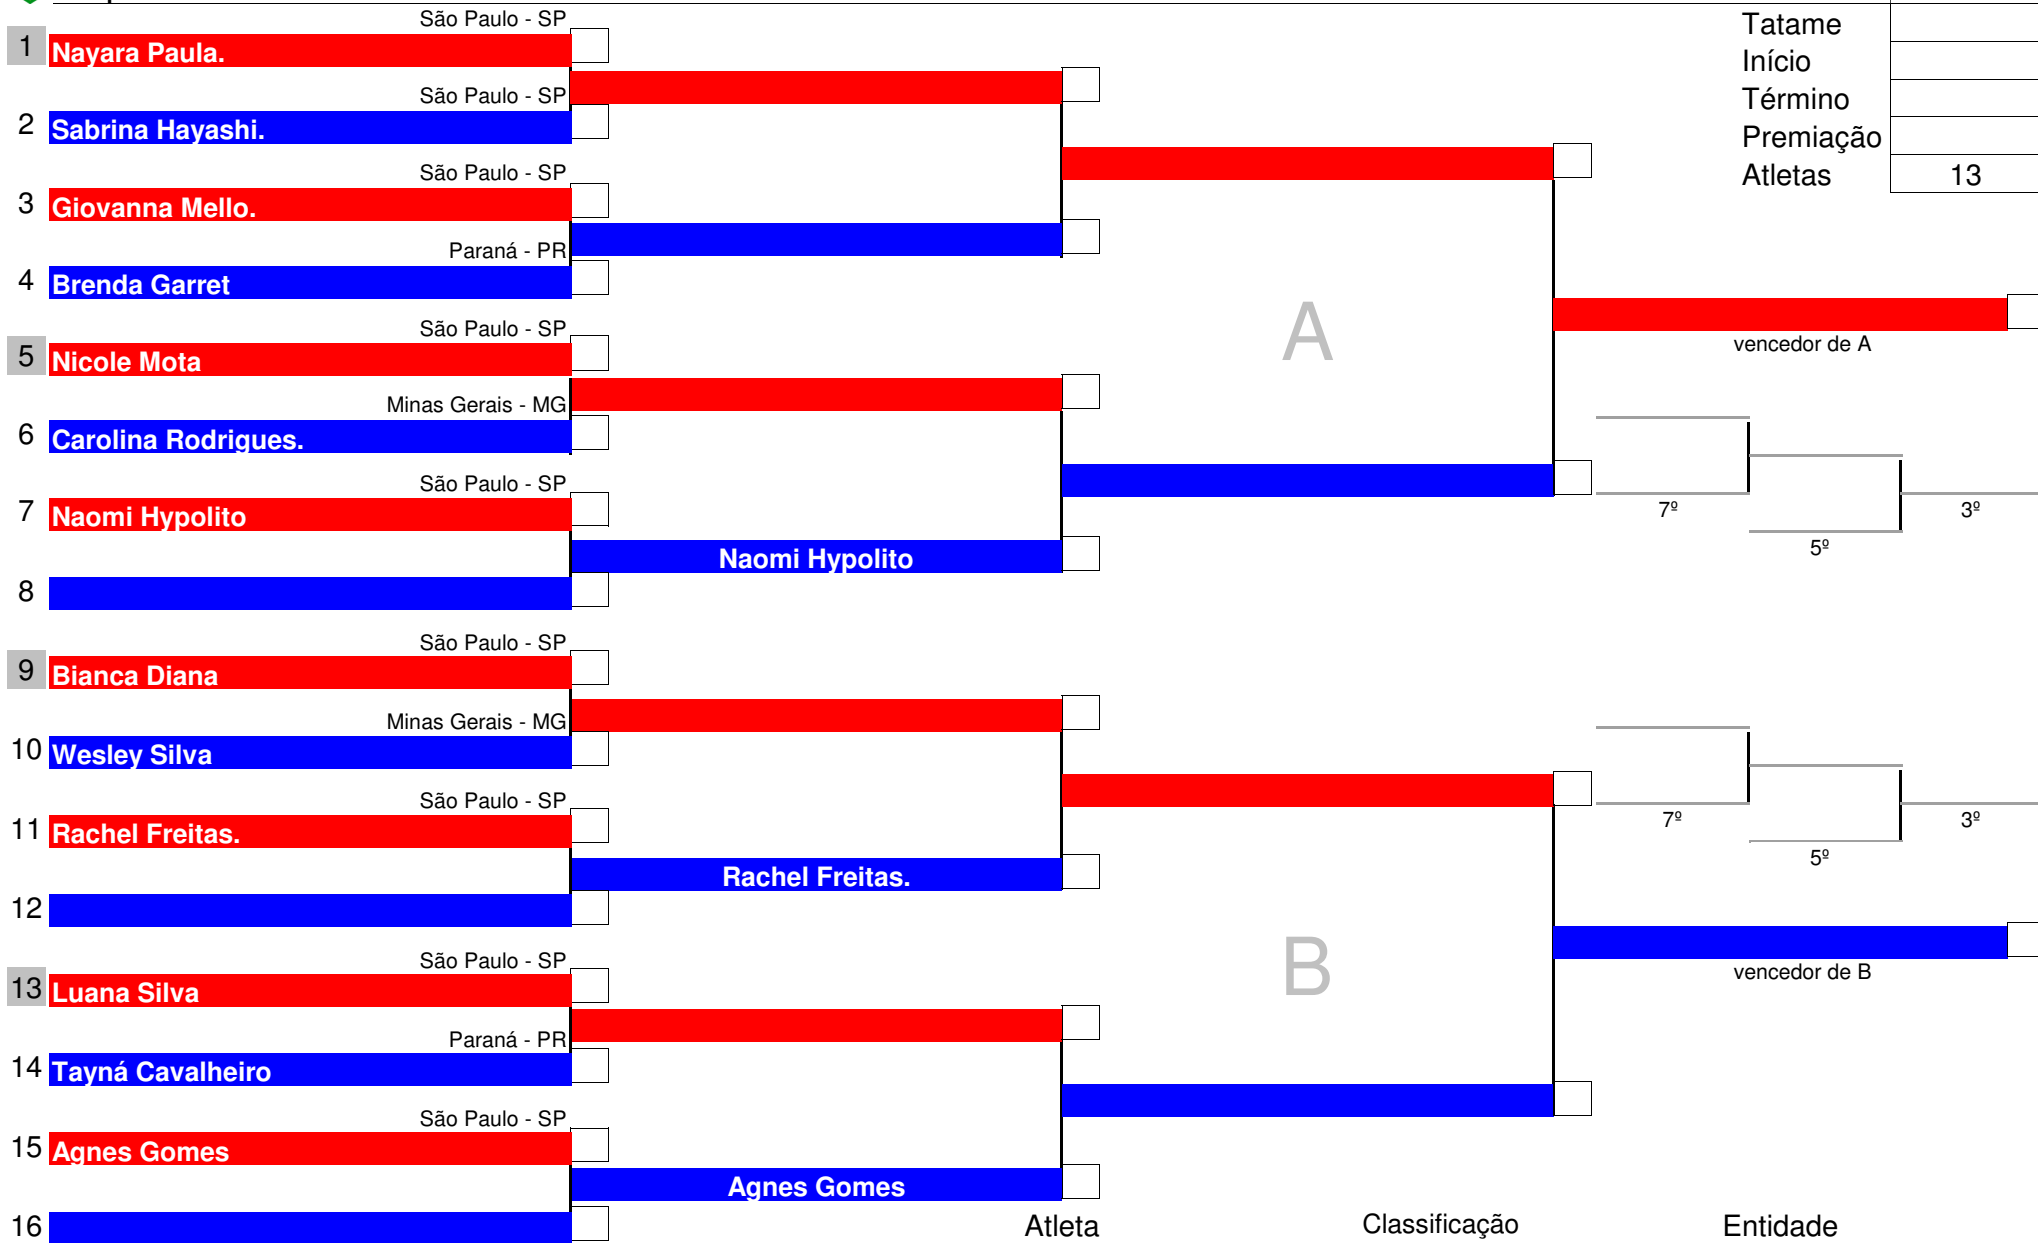 São Paulo - SP
Tatame
1 Nayara Paula.
Início
São Paulo - SP
Término
2 Sabrina Hayashi.
Premiação
São Paulo - SP
Atletas 13
3 Giovanna Mello.
Paraná - PR
4 Brenda Garret
São Paulo - SP
A
vencedor de A
5 Nicole Mota
Minas Gerais - MG
6 Carolina Rodrigues.
São Paulo - SP
7º 3º
7 Naomi Hypolito
5º
Naomi Hypolito
8
São Paulo - SP
9 Bianca Diana
Minas Gerais - MG
10 Wesley Silva
São Paulo - SP
7º 3º
11 Rachel Freitas.
5º
Rachel Freitas.
12
São Paulo - SP
B
vencedor de B
13 Luana Silva
Paraná - PR
14 Tayná Cavalheiro
São Paulo - SP
15 Agnes Gomes
Agnes Gomes
16
Atleta Classificação Entidade